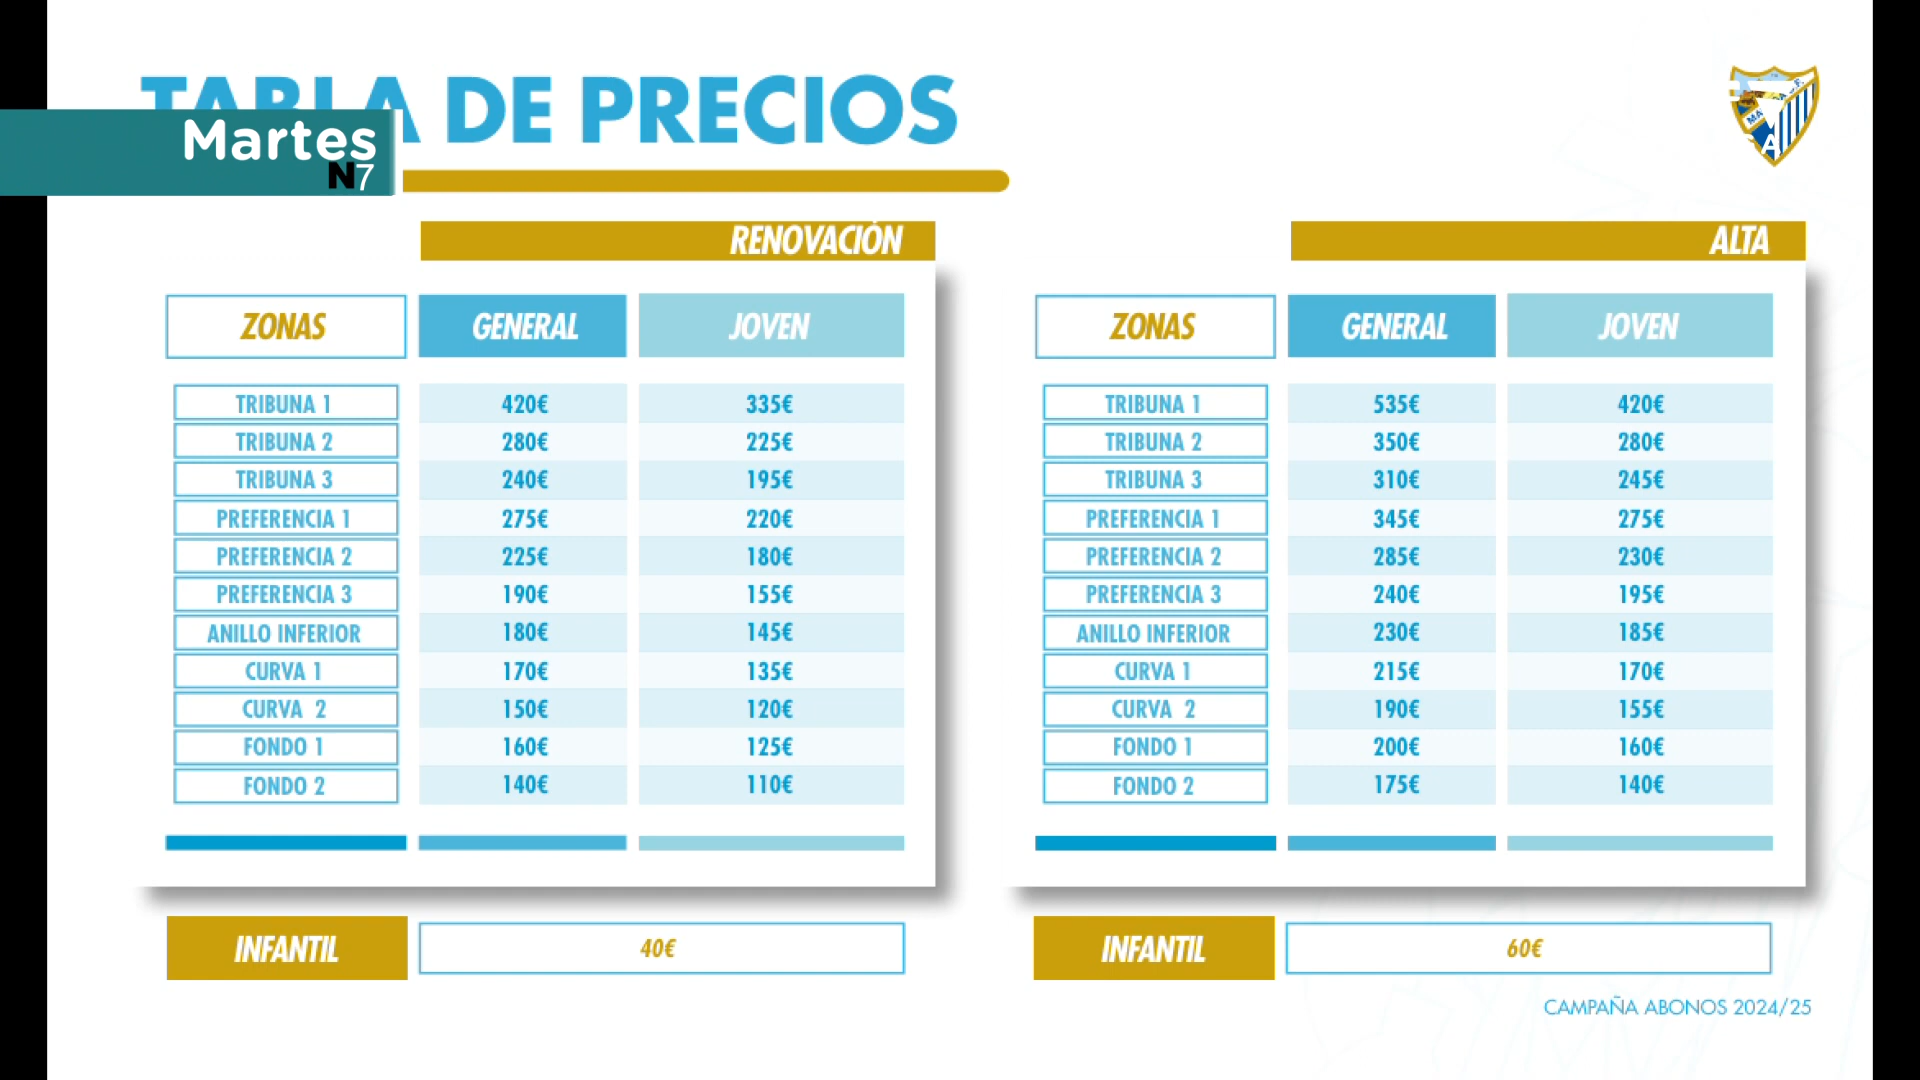 TABLA DE PRECIOS
Martes
N7
RENOVACIÓN
ZONAS GENERAL JOVEN
TRIBUNA 1 420€ 335€
TRIBUNA 2 280€ 225€
TRIBUNA 3 240€ 195€
PREFERENCIA 1 275€ 220€
PREFERENCIA 2 225€ 180€
PREFERENCIA 3 190€ 155€
ANILLO INFERIOR 180€ 145€
CURVA 1 170€ 135€
CURVA 2 150€ 120€
FONDO 1 160€ 125€
FONDO 2 140€ 110€
INFANTIL 40€
ALTA
ZONAS GENERAL JOVEN
TRIBUNA 1 535€ 420€
TRIBUNA 2 350€ 280€
TRIBUNA 3 310€ 245€
PREFERENCIA 1 345€ 275€
PREFERENCIA 2 285€ 230€
PREFERENCIA 3 240€ 195€
ANILLO INFERIOR 230€ 185€
CURVA 1 215€ 170€
CURVA 2 190€ 155€
FONDO 1 200€ 160€
FONDO 2 175€ 140€
INFANTIL 60€
CAMPAÑA ABONOS 2024/25